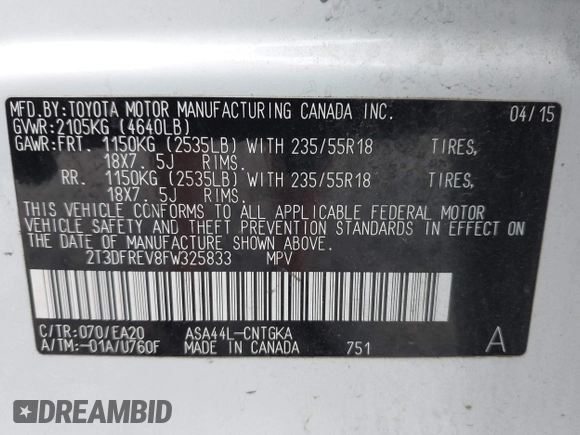 MFD.BY:TOYOTA MOTOR MANUFACTURING CANADA INC. 04/15
GVWR:2105KG (4640LB)
GAWR:FRT. 1150KG (2535LB) WITH 235/55R18 TIRES,
18X7. 5J RIMS.
RR. 1150KG (2535LB) WITH 235/55R18 TIRES,
18X7. 5J RIMS.
THIS VEHICLE CONFORMS TO ALL APPLICABLE FEDERAL MOTOR
VEHICLE SAFETY AND THEFT PREVENTION STANDARDS IN EFFECT ON
THE DATE OF MANUFACTURE SHOWN ABOVE.
2T3DFREV8FW325833 MPV
C/TR:070/EA20 ASA44L-CNTGKA
A/TM:-01A/U760F MADE IN CANADA 751 A
DREAMBID